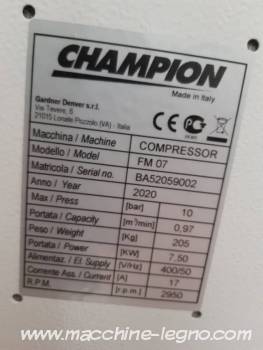 CHAMPION
Made in Italy
Gardner Denver s.r.l.
Via Tevere, 6
21015 Lonate Pozzolo (VA) - Italia
CE
Macchina / Machine COMPRESSOR
Modello / Model FM 07
Matricola / Serial no. BA52059002
Anno / Year 2020
Max / Press [bar] 10
Portata / Capacity [m³/min] 0.97
Peso / Weight [Kg] 205
Portata / Power [KW] 7,50
Alimentaz. / El. Supply [V/Hz] 400/50
Corrente Ass. / Current [A] 17
R.P.M. [r.p.m.] 2950
www.macchine-legno.com